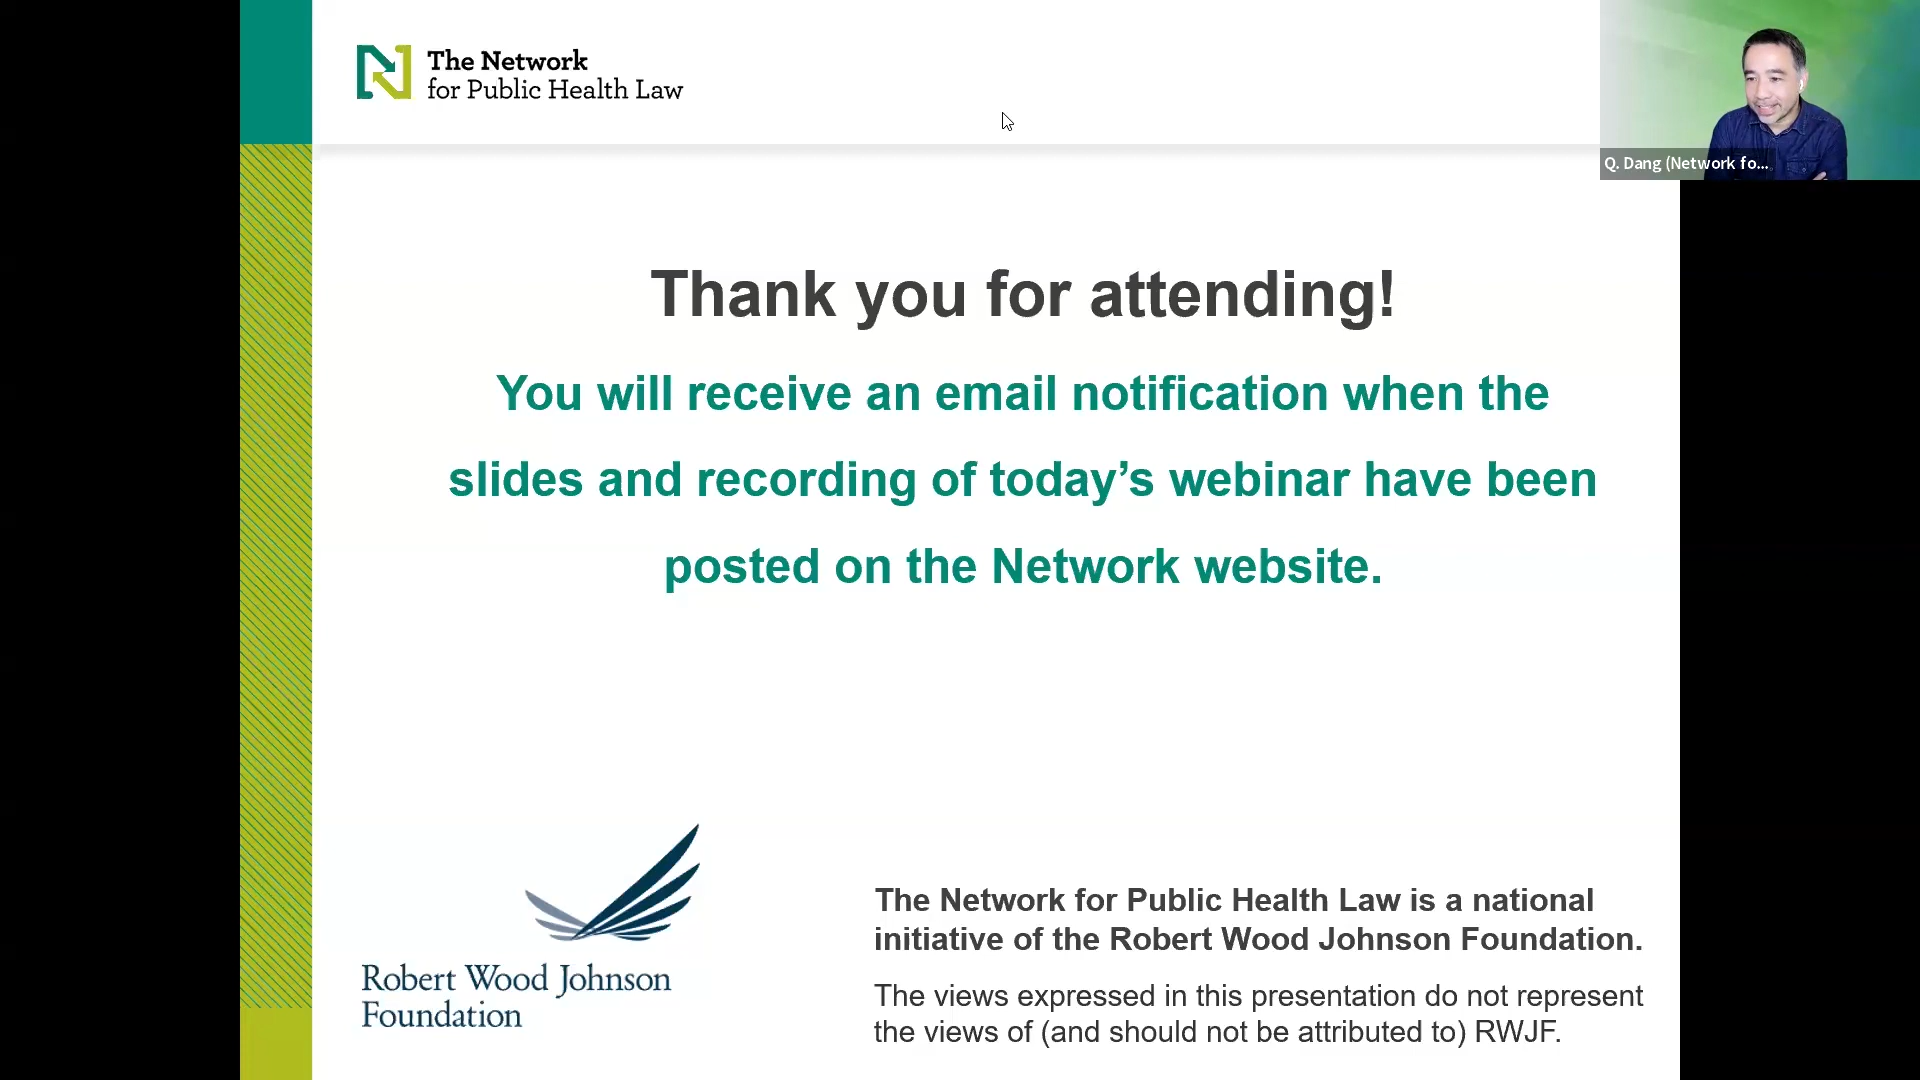 The Network
for Public Health Law
Q. Dang (Network fo...
Thank you for attending!
You will receive an email notification when the
slides and recording of today’s webinar have been
posted on the Network website.
Robert Wood Johnson
Foundation
The Network for Public Health Law is a national
initiative of the Robert Wood Johnson Foundation.
The views expressed in this presentation do not represent
the views of (and should not be attributed to) RWJF.